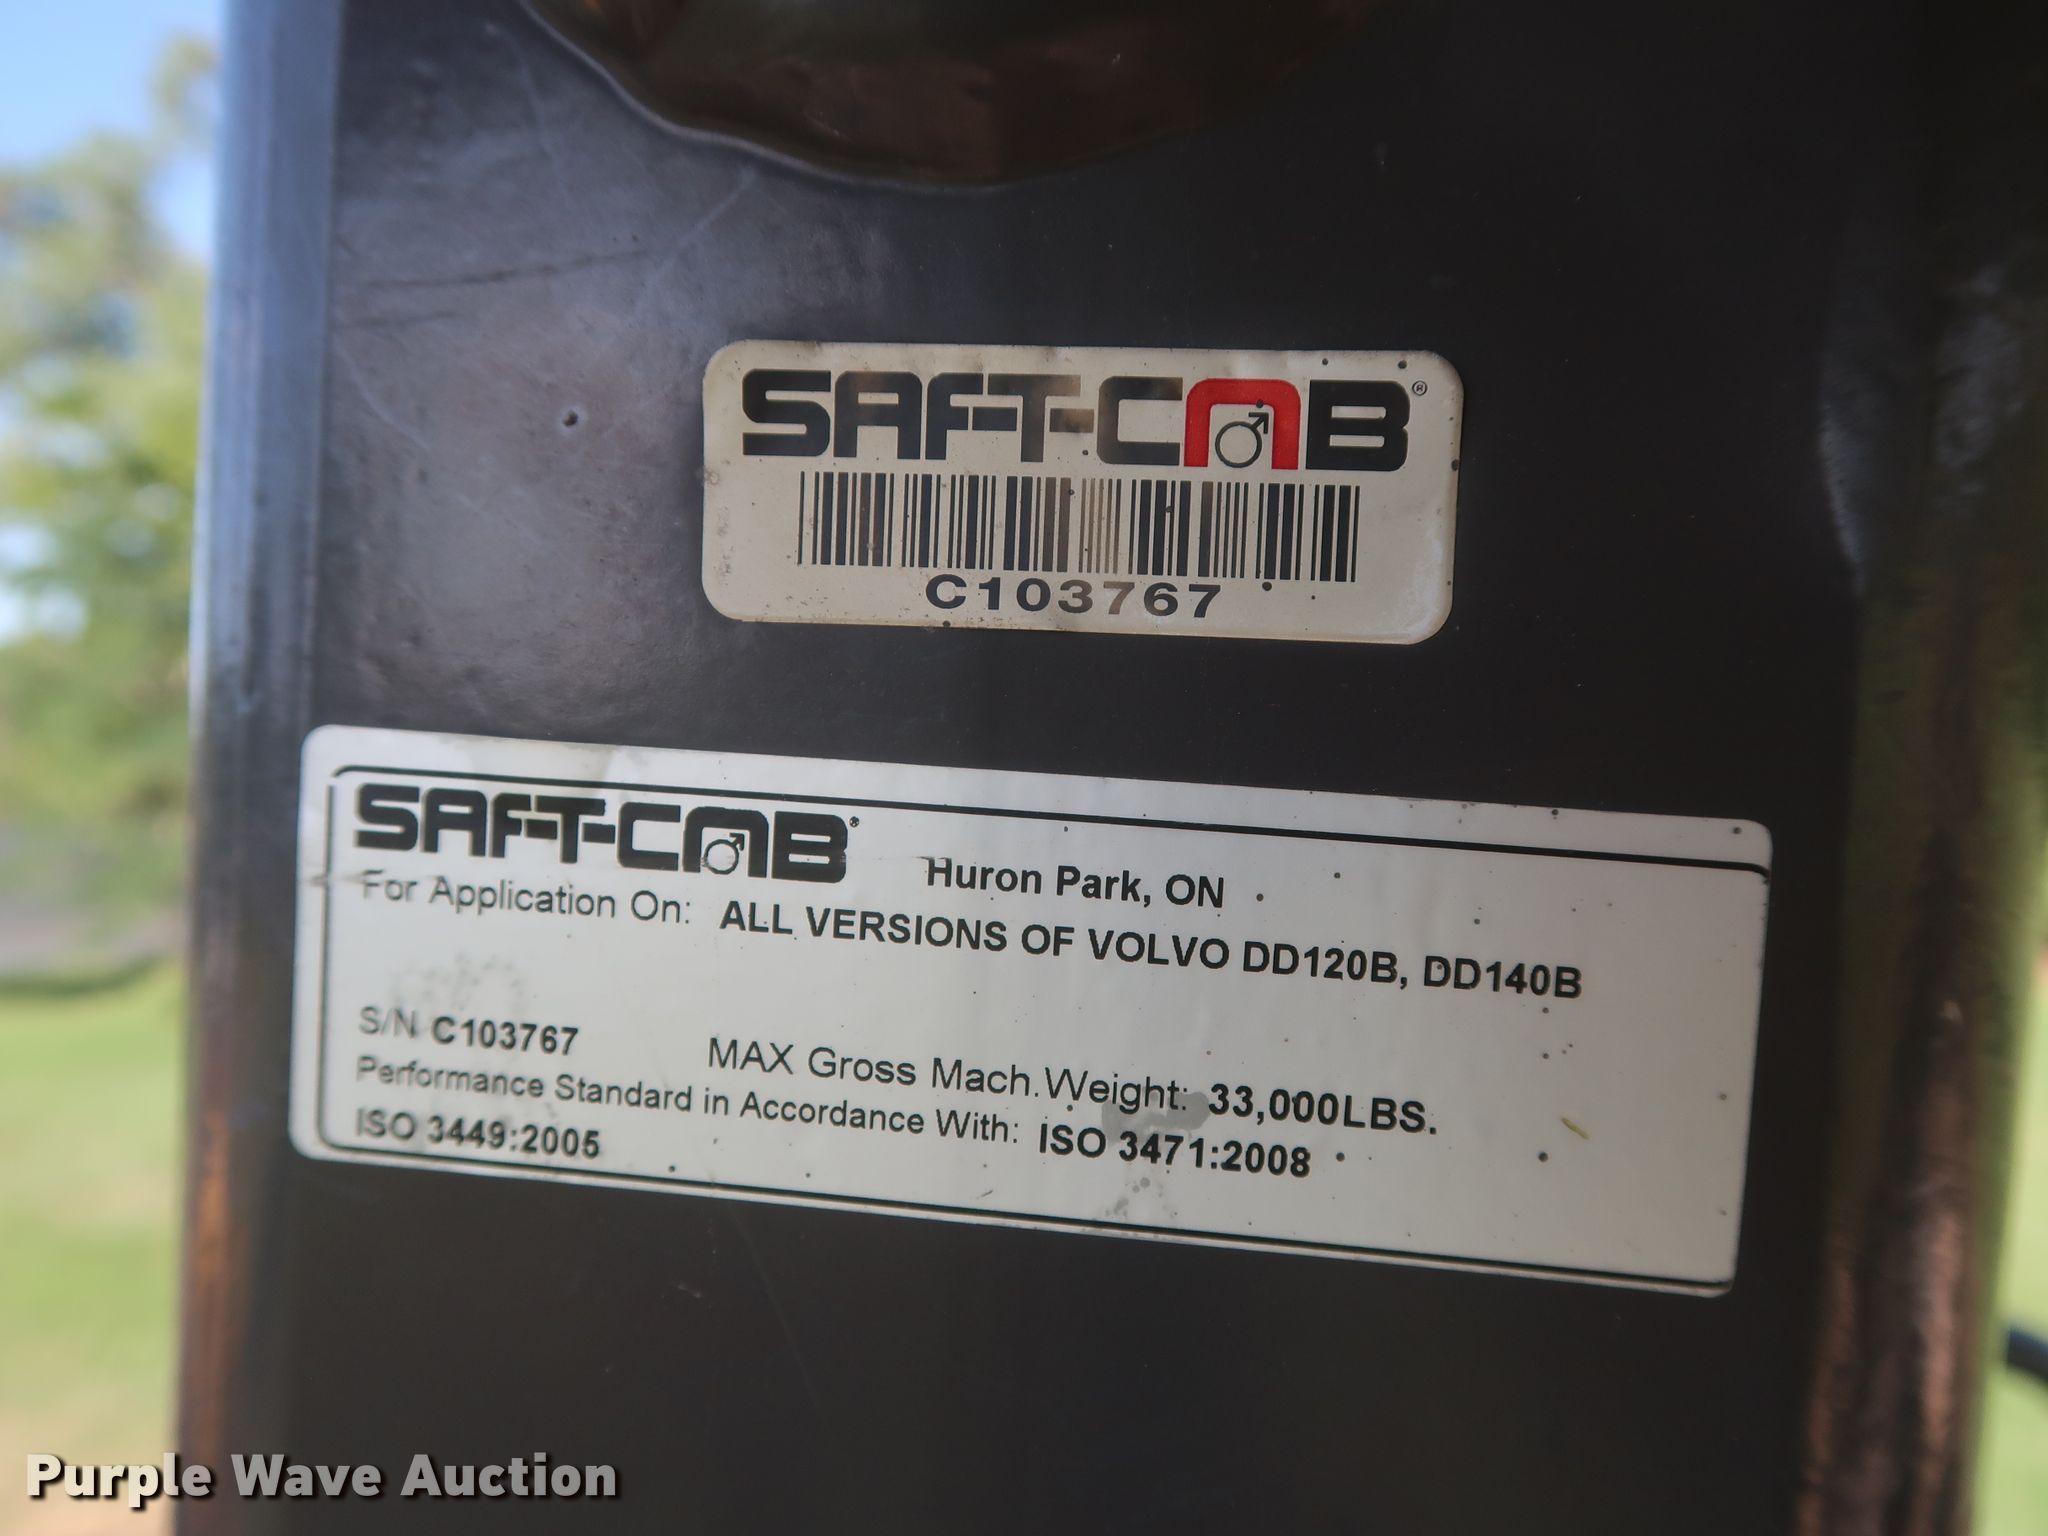 SAF-T-CAB®
C103767
SAF-T-CAB® Huron Park, ON
For Application On: ALL VERSIONS OF VOLVO DD120B, DD140B
S/N C103767 MAX Gross Mach.Weight: 33,000LBS.
Performance Standard in Accordance With: ISO 3471:2008
ISO 3449:2005
Purple Wave Auction